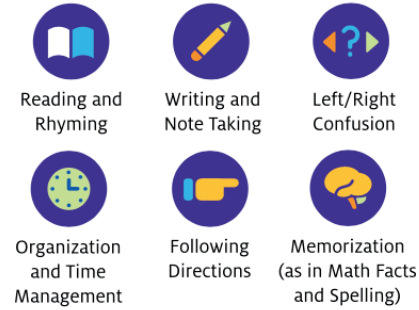 Reading and
Rhyming
Writing and
Note Taking
?
Left/Right
Confusion
Organization
and Time
Management
Following
Directions
Memorization
(as in Math Facts
and Spelling)